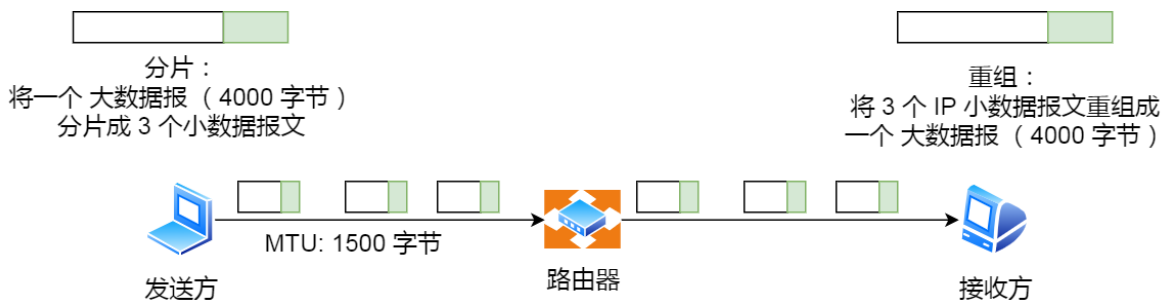 分片：
将一个 大数据报 （ 4000 字节 ）
分片成 3 个小数据报文
重组：
将 3 个 IP 小数据报文重组成
一个 大数据报 （ 4000 字节 ）
MTU: 1500 字节
发送方
路由器
接收方